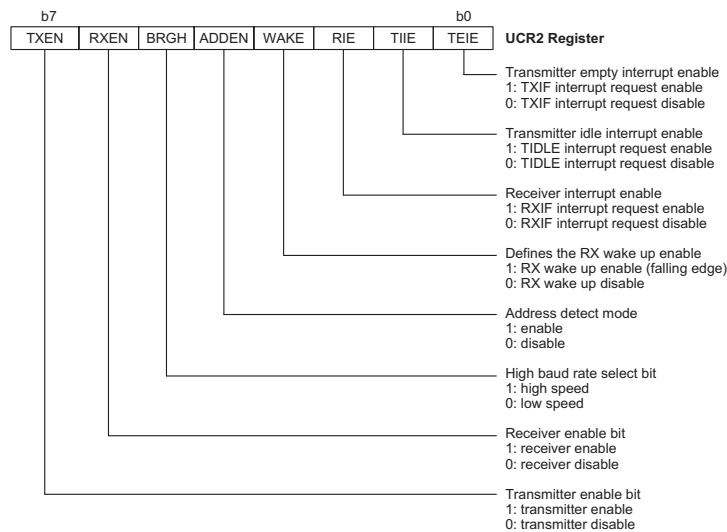 b7 b0
TXEN RXEN BRGH ADDEN WAKE RIE TIIE TEIE UCR2 Register
Transmitter empty interrupt enable
1: TXIF interrupt request enable
0: TXIF interrupt request disable
Transmitter idle interrupt enable
1: TIDLE interrupt request enable
0: TIDLE interrupt request disable
Receiver interrupt enable
1: RXIF interrupt request enable
0: RXIF interrupt request disable
Defines the RX wake up enable
1: RX wake up enable (falling edge)
0: RX wake up disable
Address detect mode
1: enable
0: disable
High baud rate select bit
1: high speed
0: low speed
Receiver enable bit
1: receiver enable
0: receiver disable
Transmitter enable bit
1: transmitter enable
0: transmitter disable